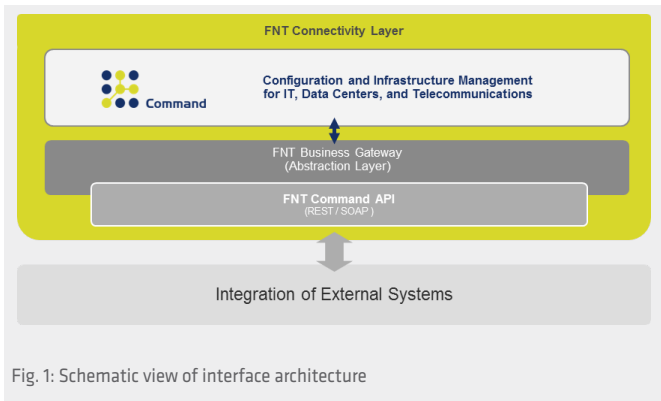 FNT Connectivity Layer
Command
Configuration and Infrastructure Management
for IT, Data Centers, and Telecommunications
FNT Business Gateway
(Abstraction Layer)
FNT Command API
(REST / SOAP )
Integration of External Systems
Fig. 1: Schematic view of interface architecture